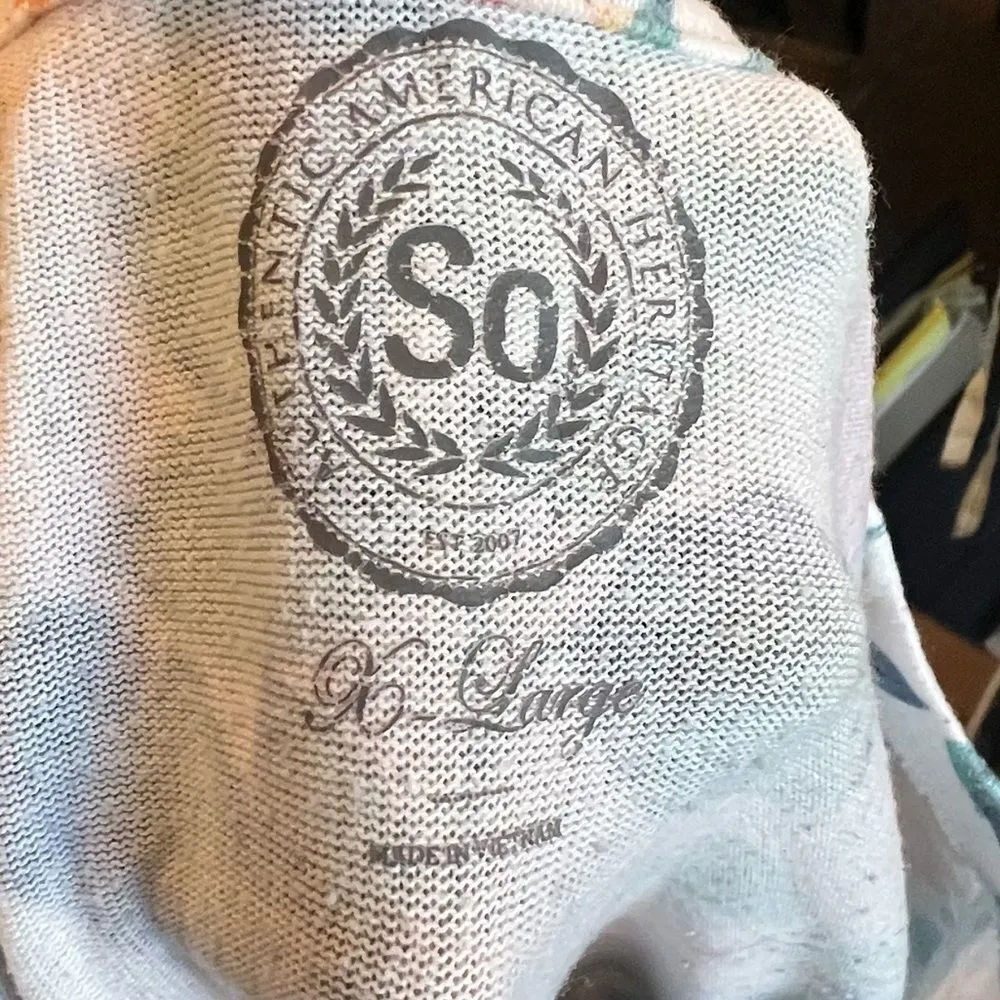 AUTHENTIC AMERICAN HERITAGE
So
EST. 2007
X-Large
MADE IN VIETNAM